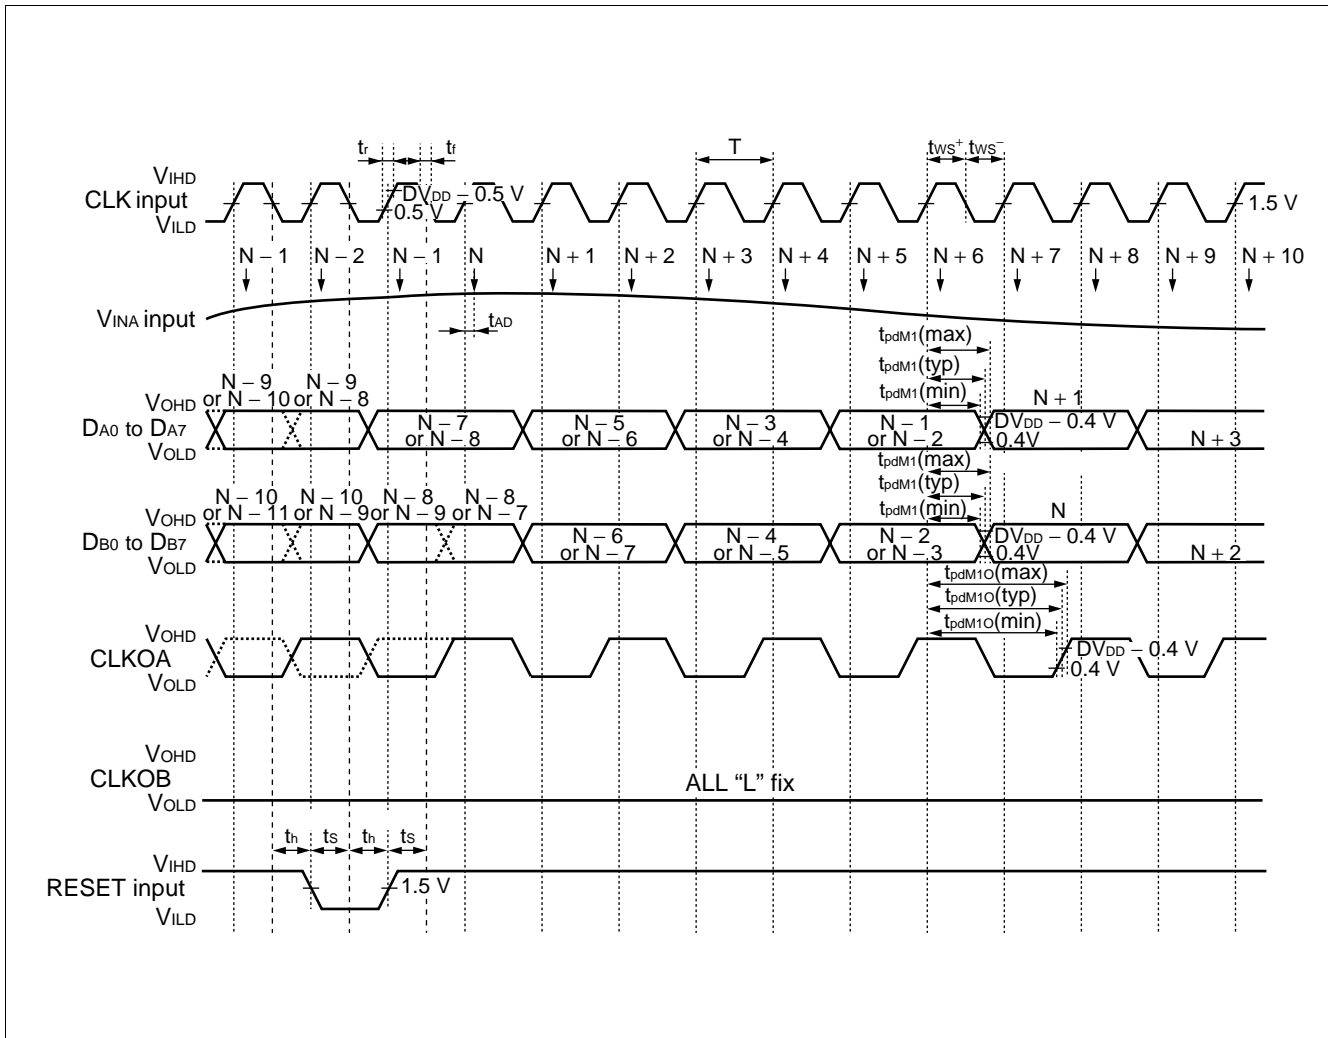 tr tf T tWS+ tWS−
VIHD
CLK input
VILD
DVDD − 0.5 V
0.5 V
1.5 V
N − 1 N − 2 N − 1 N N + 1 N + 2 N + 3 N + 4 N + 5 N + 6 N + 7 N + 8 N + 9 N + 10
VINA input
tAD
tpdM1(max)
tpdM1(typ)
tpdM1(min)
VOHD
DA0 to DA7
VOLD
N − 9
or N − 10
N − 9
or N − 8
N − 7
or N − 8
N − 5
or N − 6
N − 3
or N − 4
N − 1
or N − 2
N + 1
DVDD − 0.4 V
0.4V
N + 3
tpdM1(max)
tpdM1(typ)
tpdM1(min)
VOHD
DB0 to DB7
VOLD
N − 10
or N − 11
N − 10
or N − 9
N − 8
or N − 9
N − 8
or N − 7
N − 6
or N − 7
N − 4
or N − 5
N − 2
or N − 3
N
DVDD − 0.4 V
0.4V
N + 2
tpdM1O(max)
tpdM1O(typ)
tpdM1O(min)
VOHD
CLKOA
VOLD
DVDD − 0.4 V
0.4 V
VOHD
CLKOB
VOLD
ALL “L” fix
th tS th tS
VIHD
RESET input
VILD
1.5 V